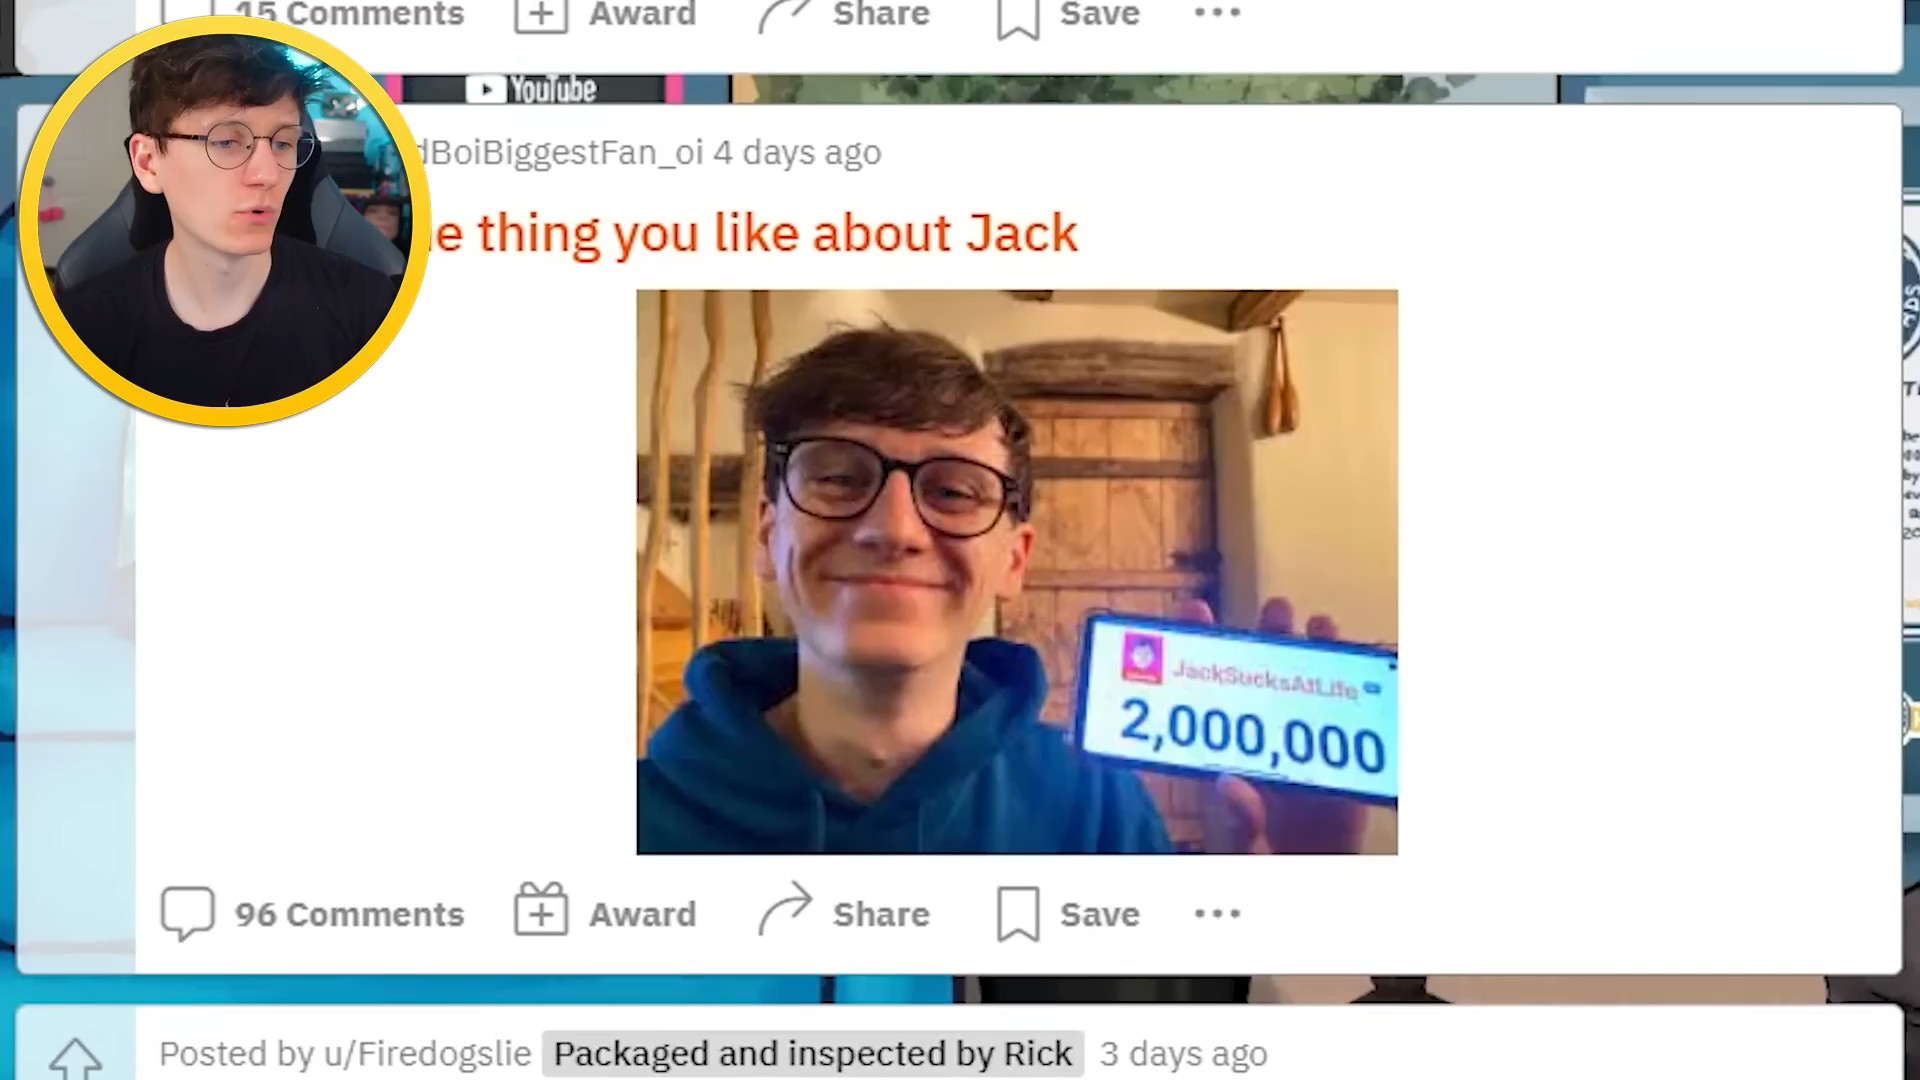 15 Comments Award Share Save
YouTube
dBoiBiggestFan_oi 4 days ago
thing you like about Jack
JackSucksAtLife
2,000,000
96 Comments Award Share Save
Posted by u/Firedogslie Packaged and inspected by Rick 3 days ago